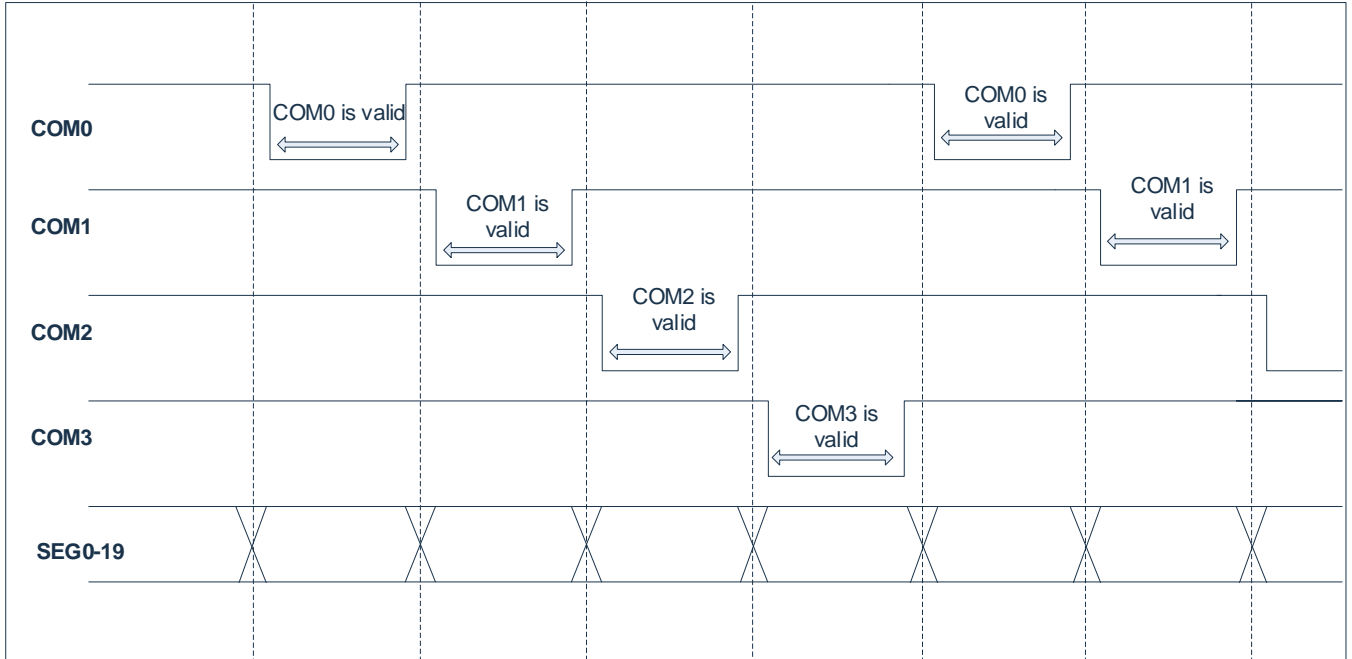 COM0
COM0 is valid
COM0 is
valid
COM1
COM1 is
valid
COM1 is
valid
COM2
COM2 is
valid
COM3
COM3 is
valid
SEG0-19